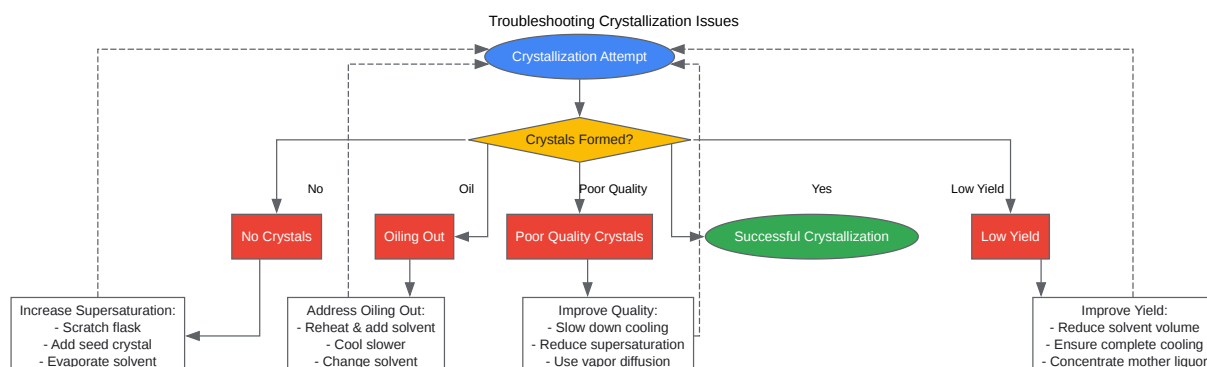 Troubleshooting Crystallization Issues
Crystallization Attempt
Crystals Formed?
No
Oil
Poor Quality
Yes
Low Yield
No Crystals
Oiling Out
Poor Quality Crystals
Successful Crystallization
Low Yield
Increase Supersaturation:
- Scratch flask
- Add seed crystal
- Evaporate solvent
Address Oiling Out:
- Reheat & add solvent
- Cool slower
- Change solvent
Improve Quality:
- Slow down cooling
- Reduce supersaturation
- Use vapor diffusion
Improve Yield:
- Reduce solvent volume
- Ensure complete cooling
- Concentrate mother liquor